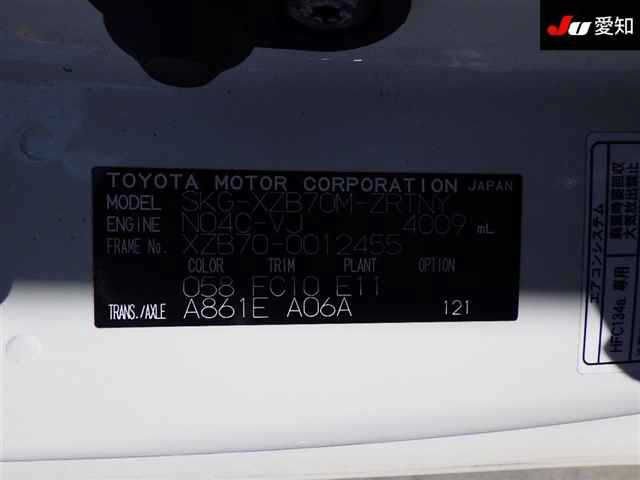 JU 愛知
TOYOTA MOTOR CORPORATION JAPAN
MODEL SKG-XZB70M-ZRTNY
ENGINE N04C-VJ 4009 mL
FRAME No. XZB70-0012455
COLOR TRIM PLANT OPTION
058 FC10 E11
TRANS./AXLE A861E A06A 121
エアコンシステム
HFC134a 専用